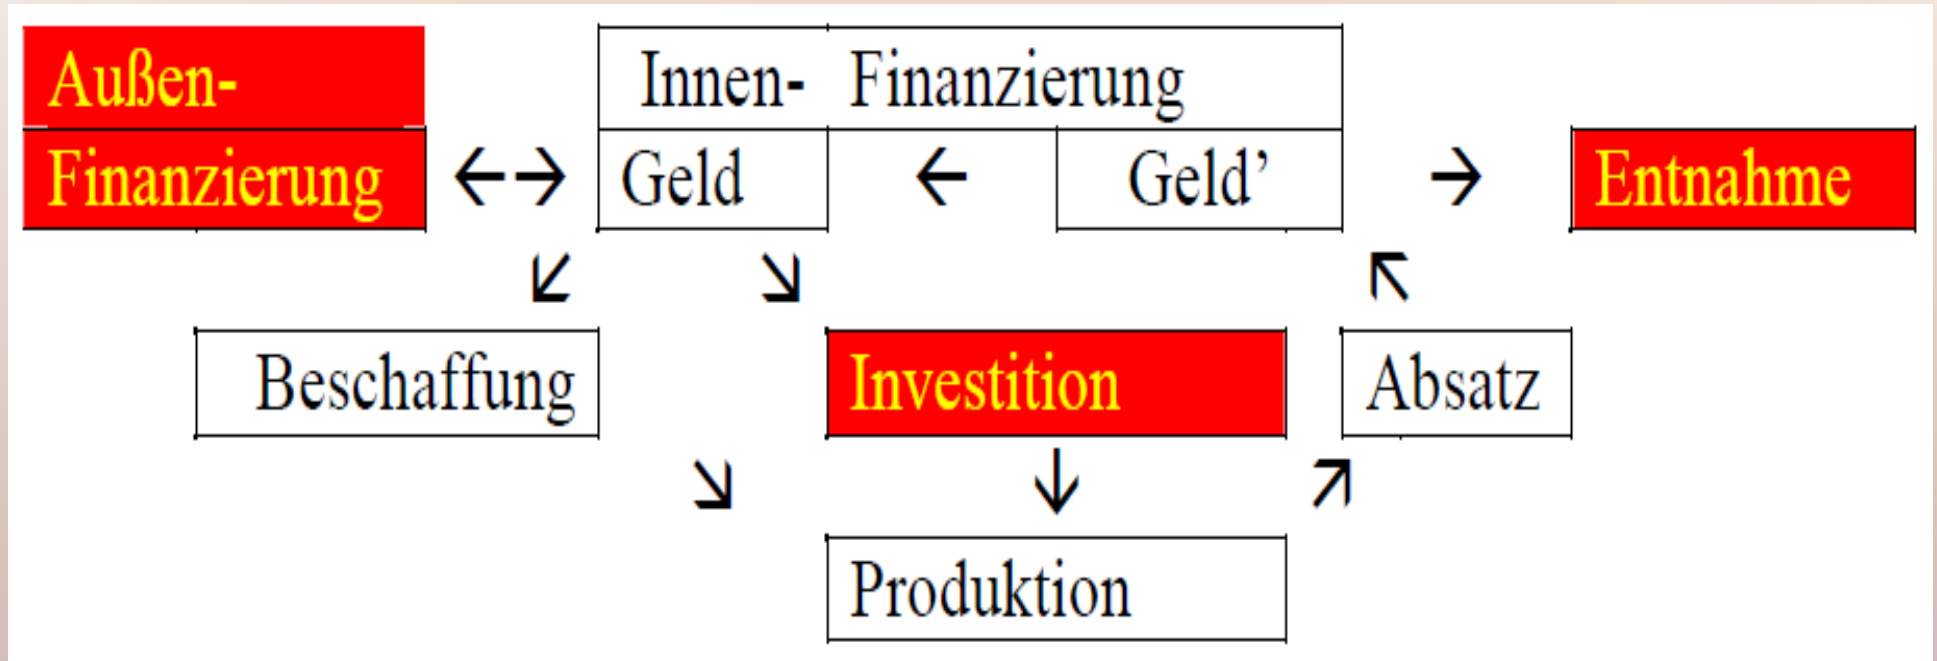 Außen-
Innen- Finanzierung
Finanzierung ←→ Geld ← Geld’ → Entnahme
↙ ↘ ↖
Beschaffung Investition Absatz
↘ ↓ ↗
Produktion